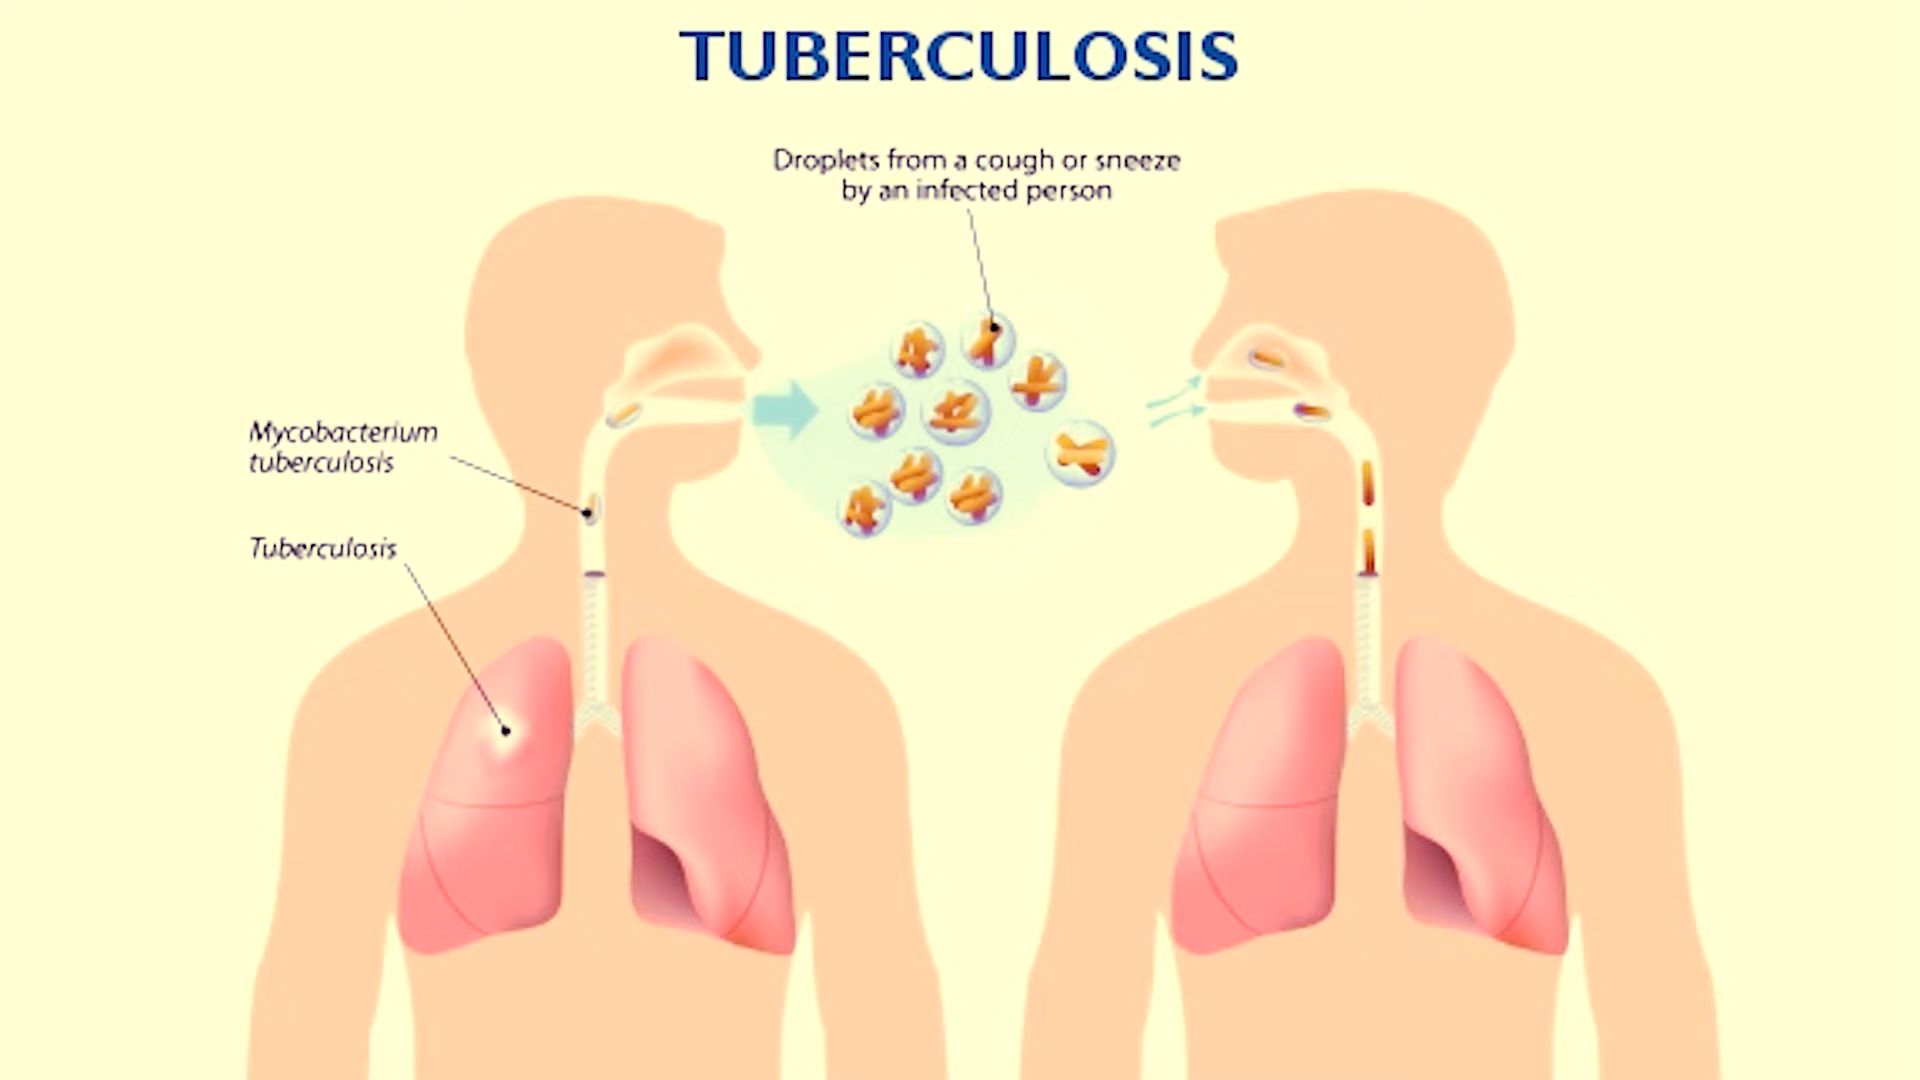 TUBERCULOSIS
Droplets from a cough or sneeze
by an infected person
Mycobacterium
tuberculosis
Tuberculosis